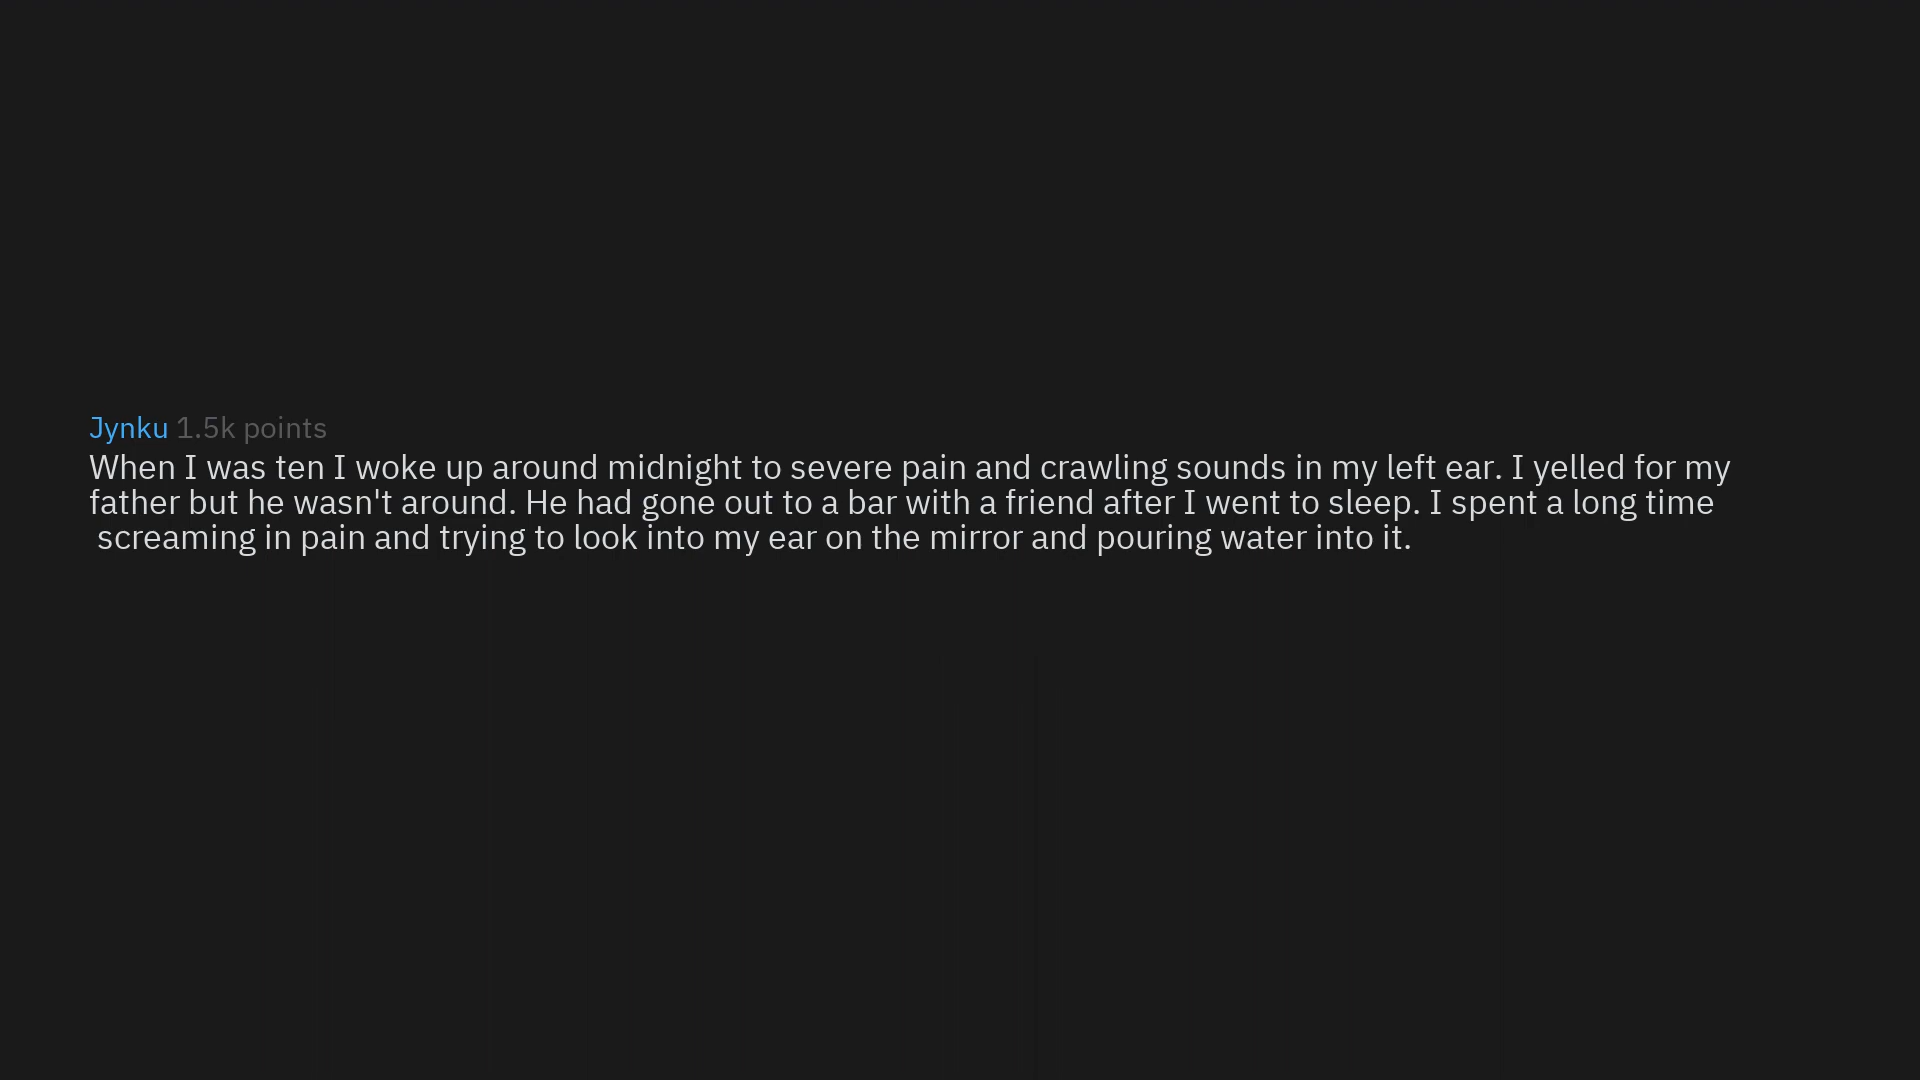 Jynku 1.5k points
When I was ten I woke up around midnight to severe pain and crawling sounds in my left ear. I yelled for my
father but he wasn't around. He had gone out to a bar with a friend after I went to sleep. I spent a long time
screaming in pain and trying to look into my ear on the mirror and pouring water into it.